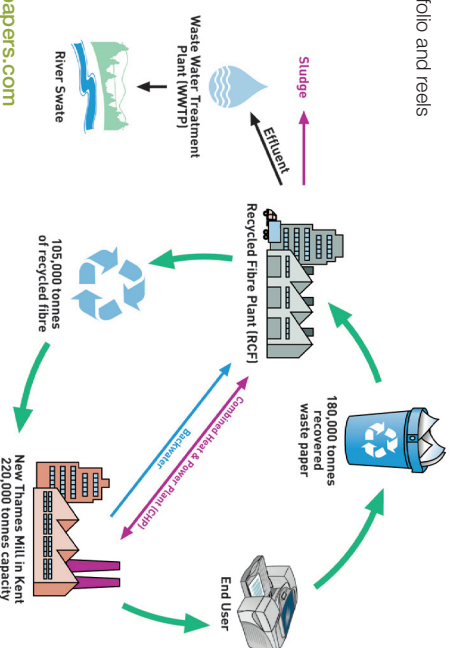 folio and reels
papers.com
180,000 tonnes
recovered
waste paper
Recycled Fibre Plant (RCF)
Sludge
Effluent
Waste Water Treatment
Plant (WWTP)
River Swate
105,000 tonnes
of recycled fibre
Combined Heat & Power Plant (CHP)
Backwater
New Thames Mill in Kent
220,000 tonnes capacity
End User